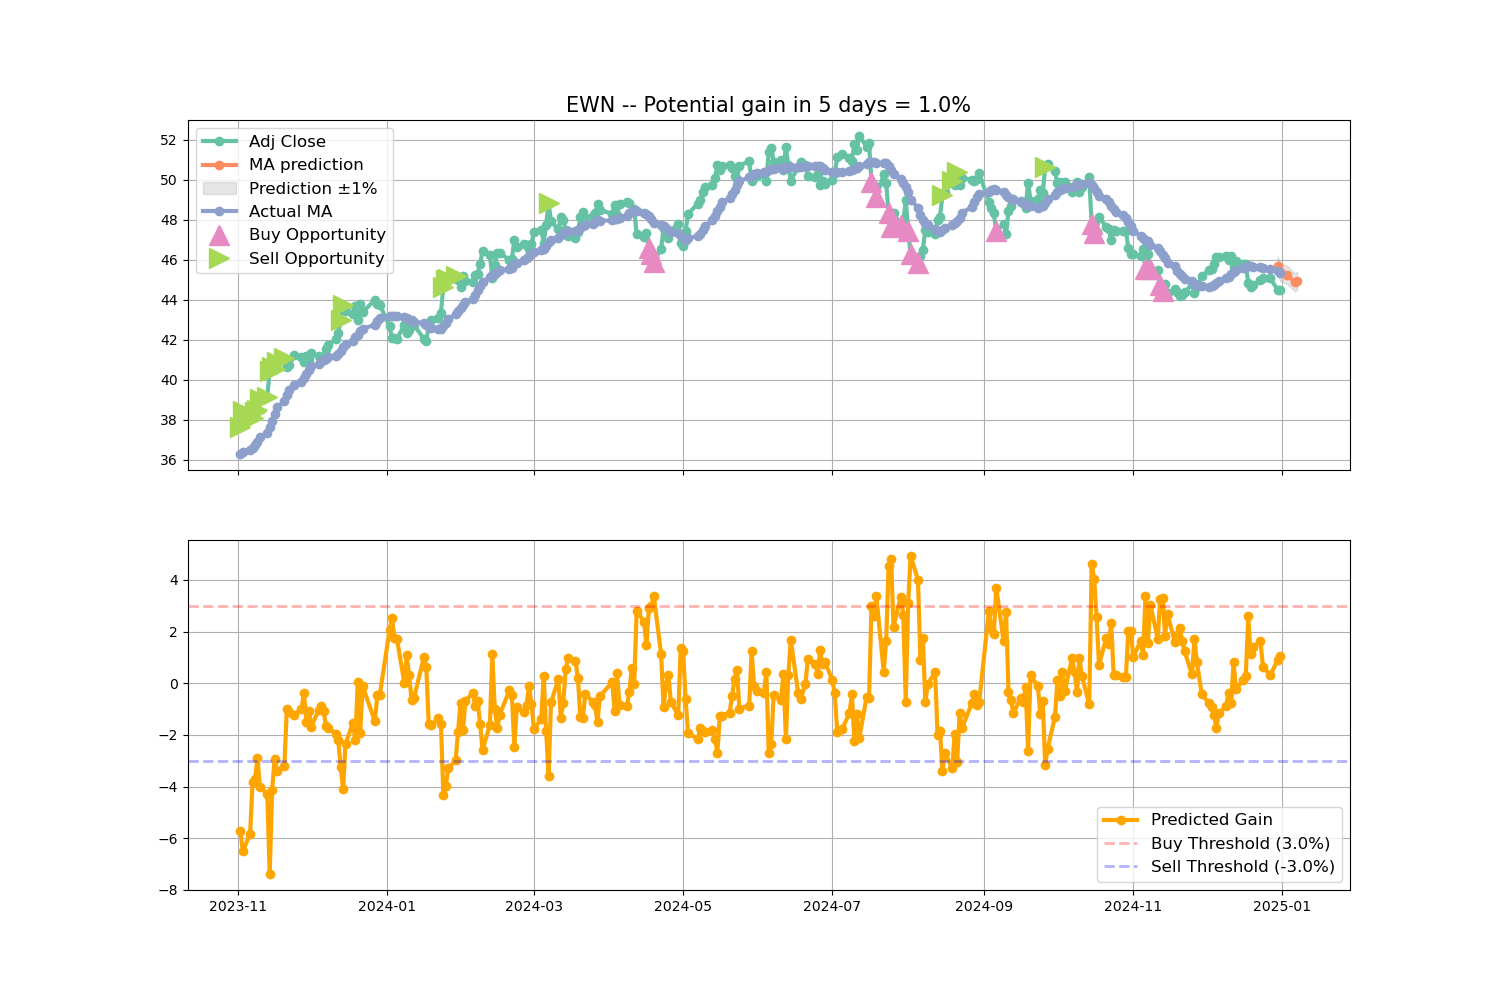 EWN -- Potential gain in 5 days = 1.0%
52
50
48
46
44
42
40
38
36
Adj Close
MA prediction
Prediction ±1%
Actual MA
Buy Opportunity
Sell Opportunity
4
2
0
−2
−4
−6
−8
Predicted Gain
Buy Threshold (3.0%)
Sell Threshold (-3.0%)
2023-11 2024-01 2024-03 2024-05 2024-07 2024-09 2024-11 2025-01